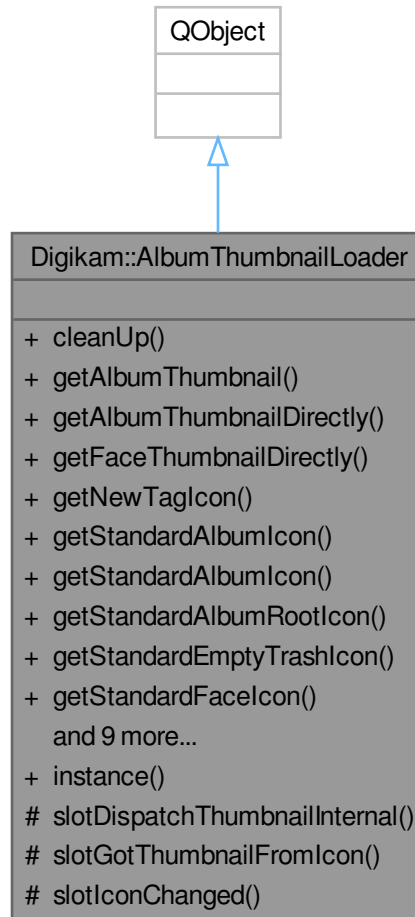 QObject
Digikam::AlbumThumbnailLoader
+ cleanUp()
+ getAlbumThumbnail()
+ getAlbumThumbnailDirectly()
+ getFaceThumbnailDirectly()
+ getNewTagIcon()
+ getStandardAlbumIcon()
+ getStandardAlbumIcon()
+ getStandardAlbumRootIcon()
+ getStandardEmptyTrashIcon()
+ getStandardFaceIcon()
and 9 more...
+ instance()
# slotDispatchThumbnailInternal()
# slotGotThumbnailFromIcon()
# slotIconChanged()